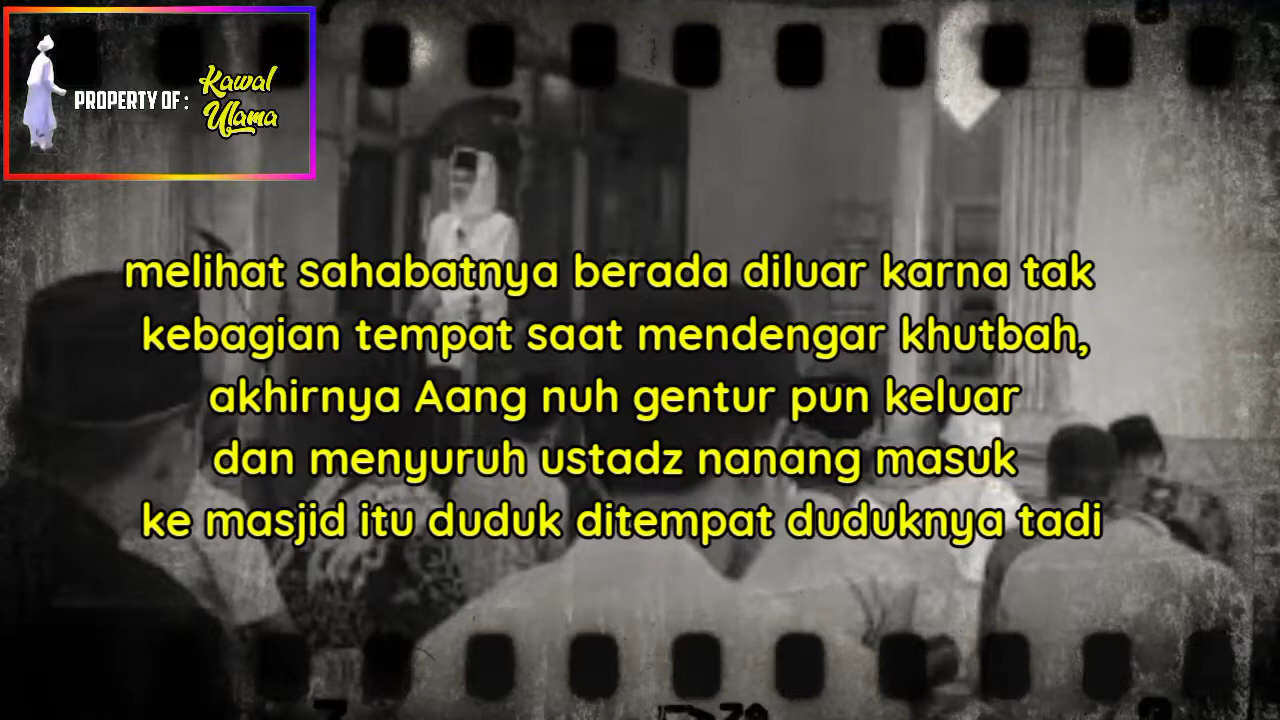 PROPERTY OF :
Kawal
Ulama
melihat sahabatnya berada diluar karna tak
kebagian tempat saat mendengar khutbah,
akhirnya Aang nuh gentur pun keluar
dan menyuruh ustadz nanang masuk
ke masjid itu duduk ditempat duduknya tadi